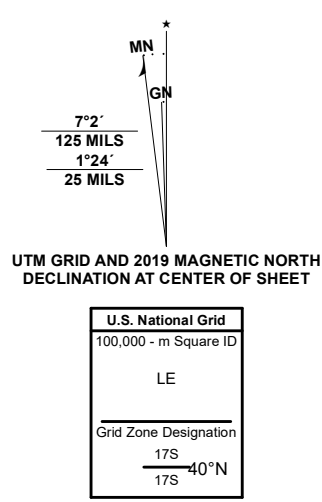 ★
MN
GN
7°2´
125 MILS
1°24´
25 MILS
UTM GRID AND 2019 MAGNETIC NORTH
DECLINATION AT CENTER OF SHEET
U.S. National Grid
100,000 - m Square ID
LE
Grid Zone Designation
17S
40°N
17S